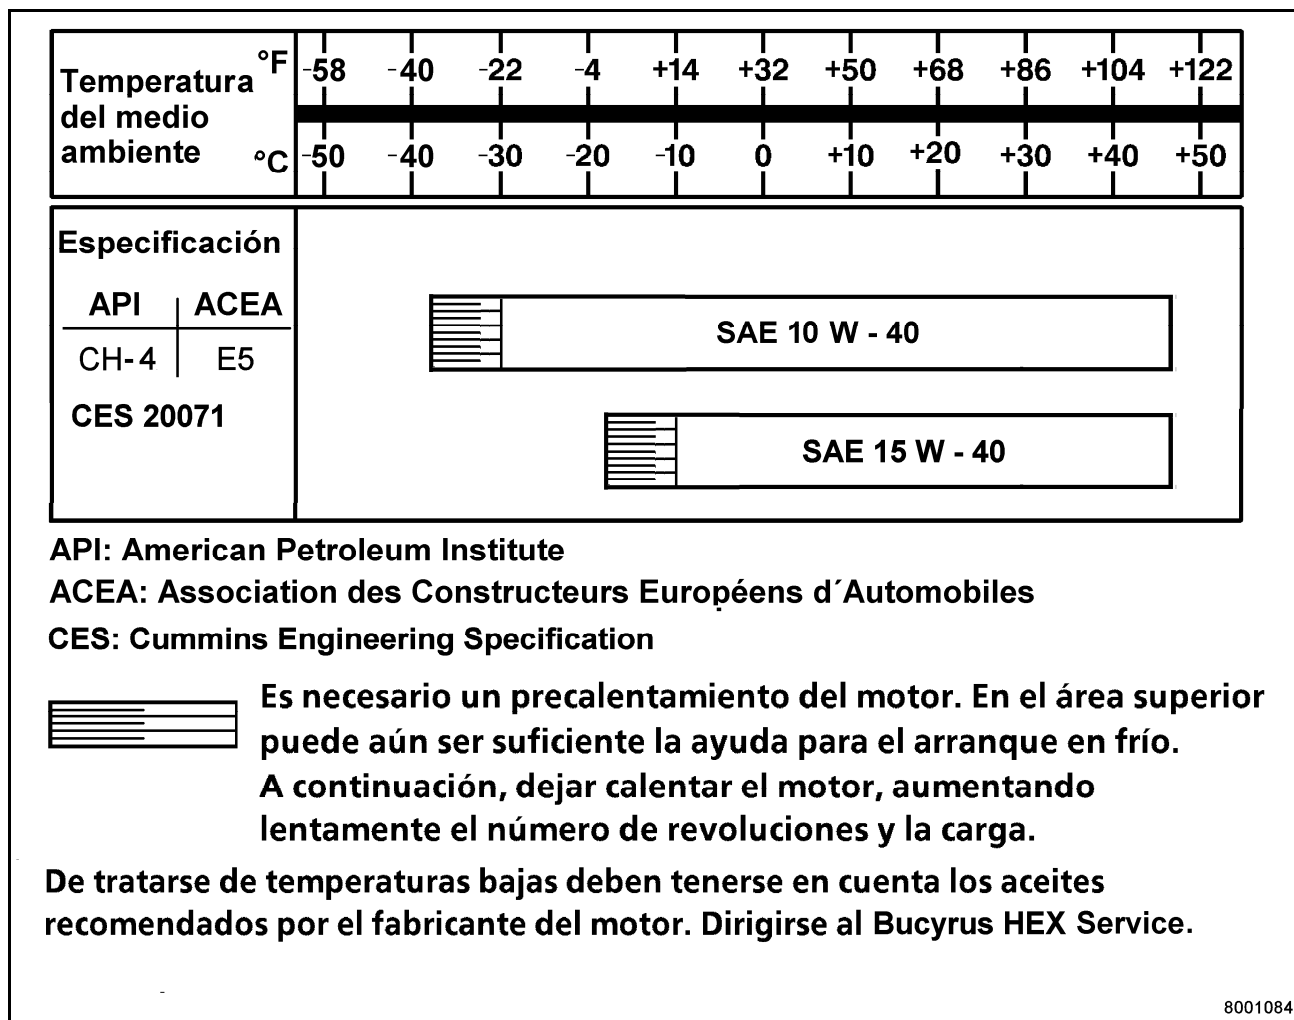 Temperatura
del medio
ambiente
°F
-58 -40 -22 -4 +14 +32 +50 +68 +86 +104 +122
°C
-50 -40 -30 -20 -10 0 +10 +20 +30 +40 +50
Especificación
API ACEA
CH-4 E5
CES 20071
SAE 10 W - 40
SAE 15 W - 40
API: American Petroleum Institute
ACEA: Association des Constructeurs Européens d´Automobiles
CES: Cummins Engineering Specification
Es necesario un precalentamiento del motor. En el área superior
puede aún ser suficiente la ayuda para el arranque en frío.
A continuación, dejar calentar el motor, aumentando
lentamente el número de revoluciones y la carga.
De tratarse de temperaturas bajas deben tenerse en cuenta los aceites
recomendados por el fabricante del motor. Dirigirse al Bucyrus HEX Service.
8001084